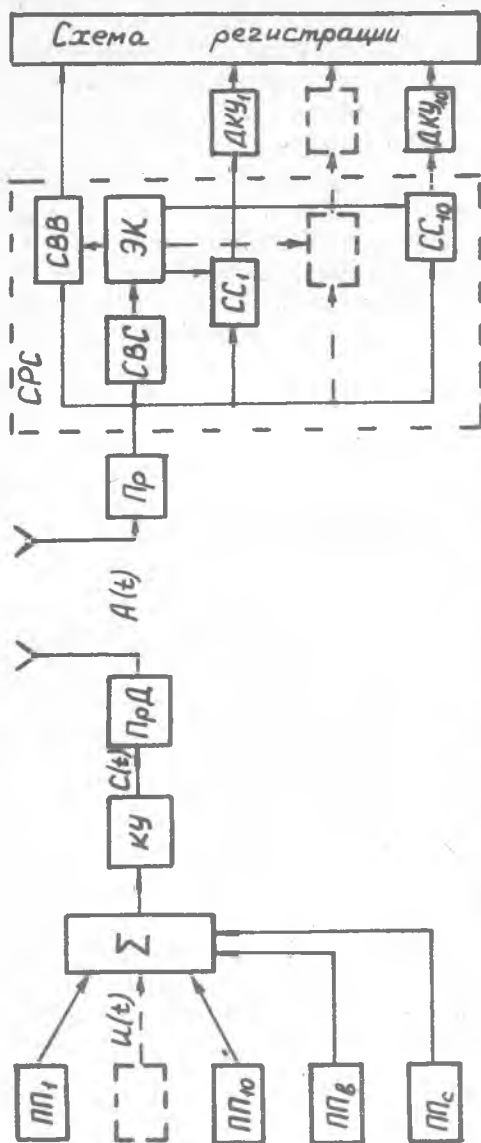 ПП₁
ПП₁₀
ППв
ППс
U(t)
Σ
КУ
C(t)
ПрД
A(t)
Пр
СРС
СВВ
СВС
ЭК
СС₁
СС₁₀
ДКУ₁
ДКУ₁₀
Схема регистрации